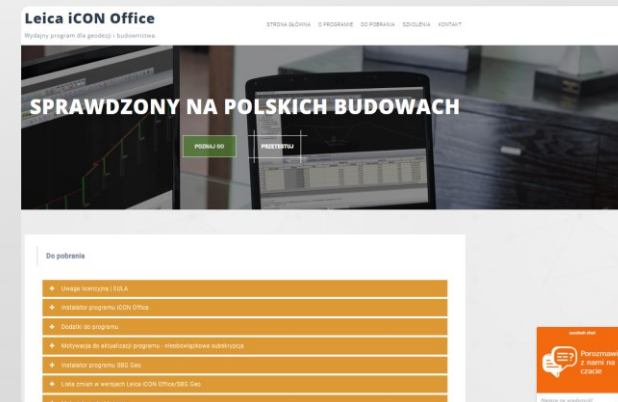 Leica iCON Office
Wydajny program dla geodezji i budownictwa
STRONA GŁÓWNA O PROGRAMIE DO POBRANIA SZKOLENIA KONTAKT
SPRAWDZONY NA POLSKICH BUDOWACH
POZNAJ GO
PRZETESTUJ
Do pobrania
+ Uwaga licencyjna i EULA
+ Instalator programu iCON Office
+ Dodatki do programu
+ Motywacja do aktualizacji programu - nieobowiązkowa subskrypcja
+ Instalator programu SBG Geo
+ Lista zmian w wersjach Leica iCON Office/SBG Geo
Porozmawiaj
z nami na
czacie